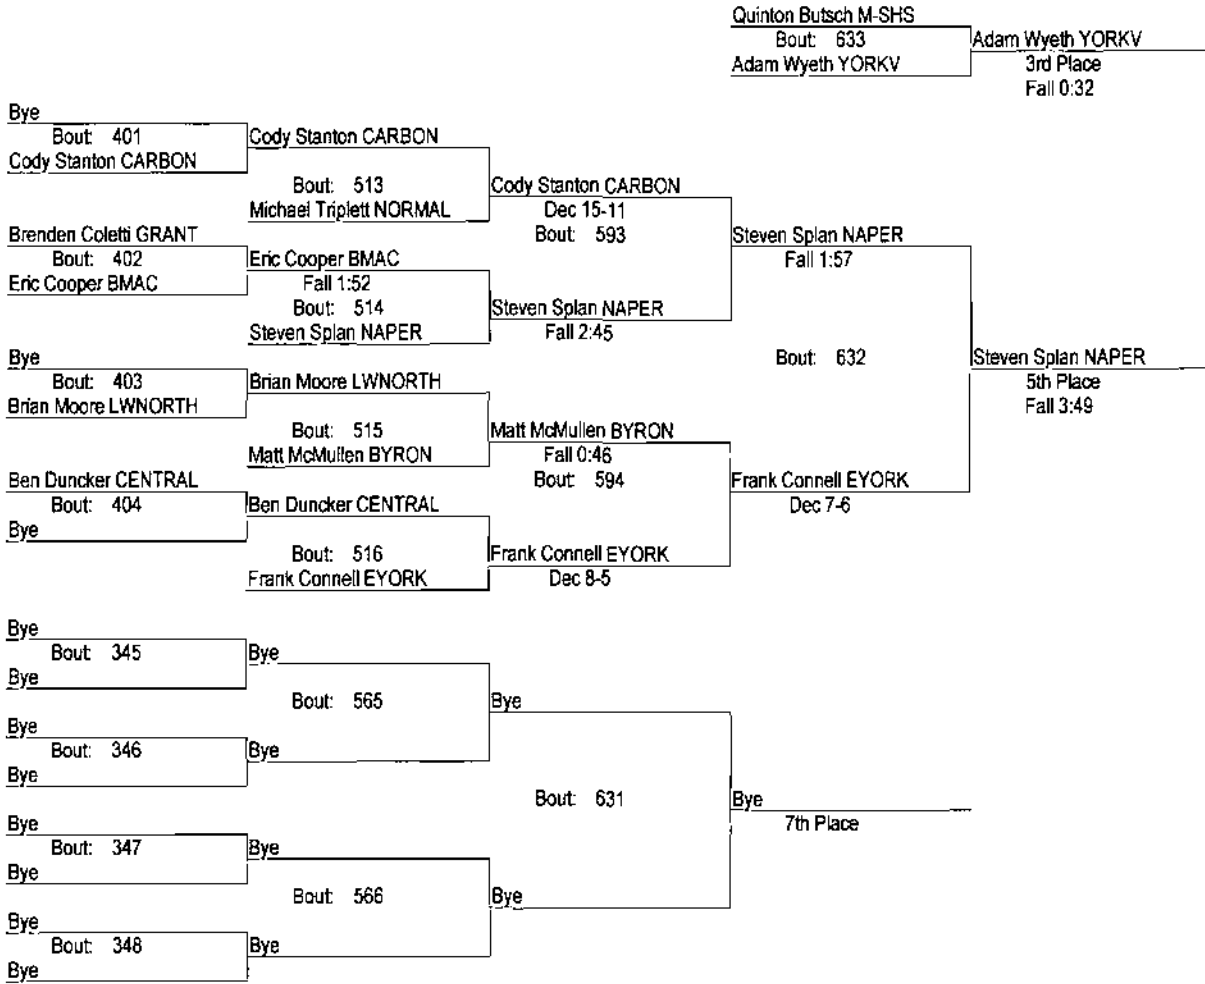 Quinton Butsch M-SHS
Bout: 633
Adam Wyeth YORKV
Adam Wyeth YORKV
3rd Place
Fall 0:32
Bye
Bout: 401
Cody Stanton CARBON
Cody Stanton CARBON
Bout: 513
Michael Triplett NORMAL
Cody Stanton CARBON
Dec 15-11
Bout: 593
Brenden Coletti GRANT
Bout: 402
Eric Cooper BMAC
Eric Cooper BMAC
Fall 1:52
Bout: 514
Steven Splan NAPER
Steven Splan NAPER
Fall 2:45
Steven Splan NAPER
Fall 1:57
Bout: 632
Steven Splan NAPER
5th Place
Fall 3:49
Bye
Bout: 403
Brian Moore LWNORTH
Brian Moore LWNORTH
Bout: 515
Matt McMullen BYRON
Matt McMullen BYRON
Fall 0:46
Bout: 594
Ben Duncker CENTRAL
Bout: 404
Bye
Ben Duncker CENTRAL
Bout: 516
Frank Connell EYORK
Frank Connell EYORK
Dec 8-5
Frank Connell EYORK
Dec 7-6
Bye
Bout: 345
Bye
Bye
Bout: 565
Bye
Bye
Bout: 346
Bye
Bye
Bout: 631
Bye
7th Place
Bye
Bout: 347
Bye
Bye
Bout: 566
Bye
Bye
Bout: 348
Bye
Bye